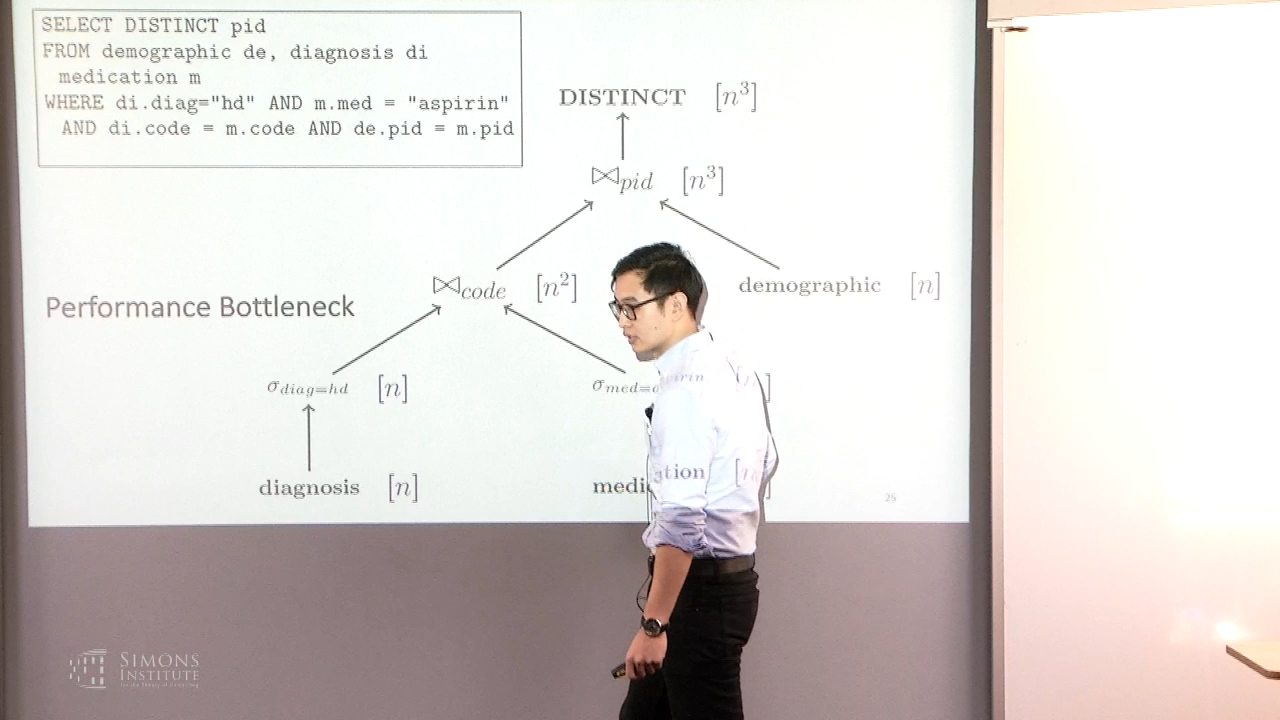 SELECT DISTINCT pid
FROM demographic de, diagnosis di
medication m
WHERE di.diag="hd" AND m.med = "aspirin"
AND di.code = m.code AND de.pid = m.pid
DISTINCT [n³]
⋈pid [n³]
⋈code [n²]
demographic [n]
Performance Bottleneck
σdiag=hd [n]
diagnosis [n]
25
SIMONS
INSTITUTE